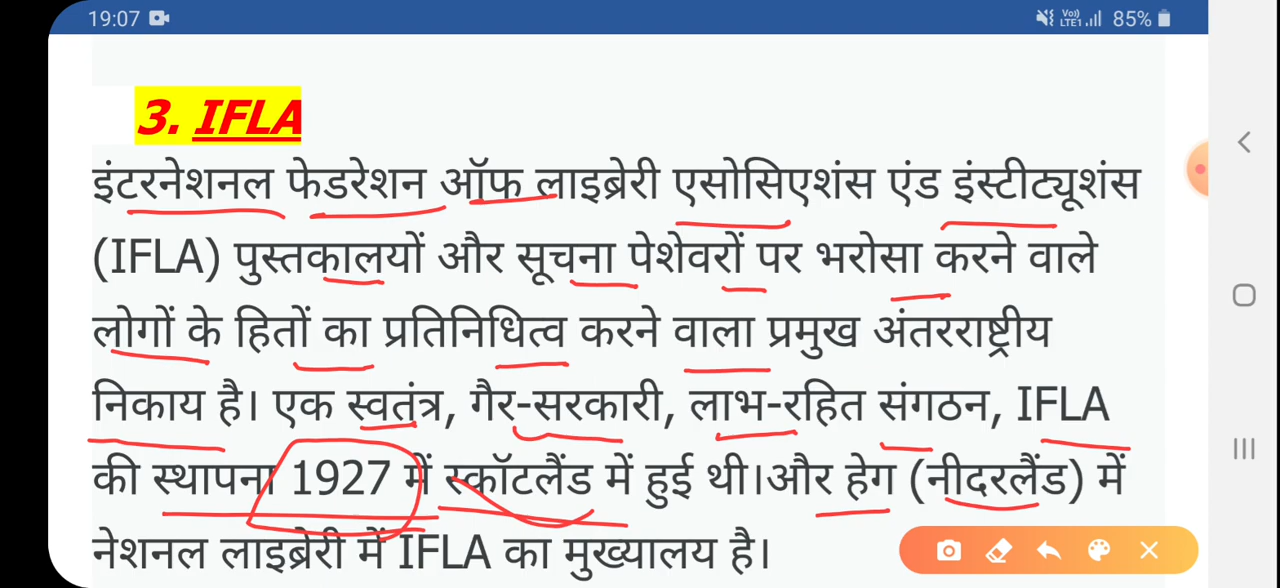 19:07
Vo) LTE1 85%
3. IFLA
इंटरनेशनल फेडरेशन ऑफ लाइब्रेरी एसोसिएशंस एंड इंस्टीट्यूशंस
(IFLA) पुस्तकालयों और सूचना पेशेवरों पर भरोसा करने वाले
लोगों के हितों का प्रतिनिधित्व करने वाला प्रमुख अंतरराष्ट्रीय
निकाय है। एक स्वतंत्र, गैर-सरकारी, लाभ-रहित संगठन, IFLA
की स्थापना 1927 में स्कॉटलैंड में हुई थी।और हेग (नीदरलैंड) में
नेशनल लाइब्रेरी में IFLA का मुख्यालय है।